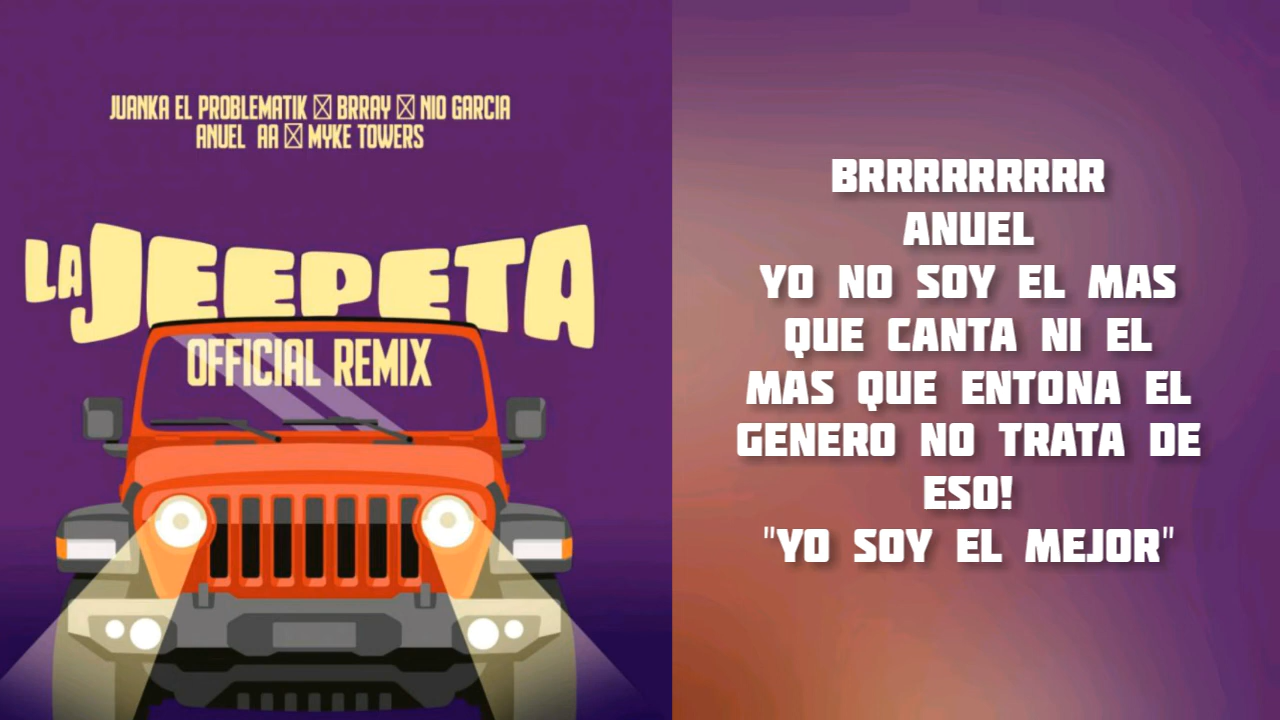 JUANKA EL PROBLEMATIK ☒ BRRAY ☒ NIO GARCIA
ANUEL AA ☒ MYKE TOWERS
LA JEEPETA
OFFICIAL REMIX
BRRRRRRRRR
ANUEL
YO NO SOY EL MAS
QUE CANTA NI EL
MAS QUE ENTONA EL
GENERO NO TRATA DE
ESO!
"YO SOY EL MEJOR"